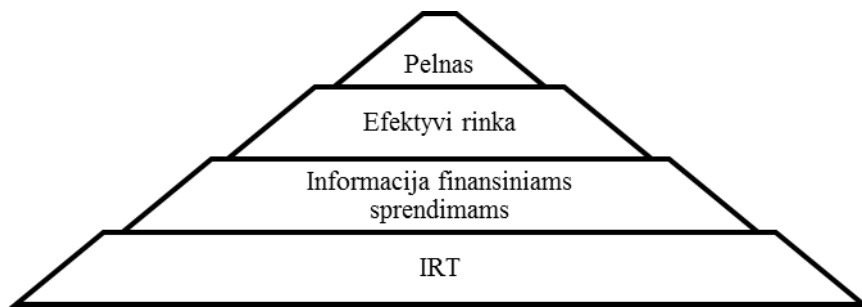 Pelnas
Efektyvi rinka
Informacija finansiniams
sprendimams
IRT